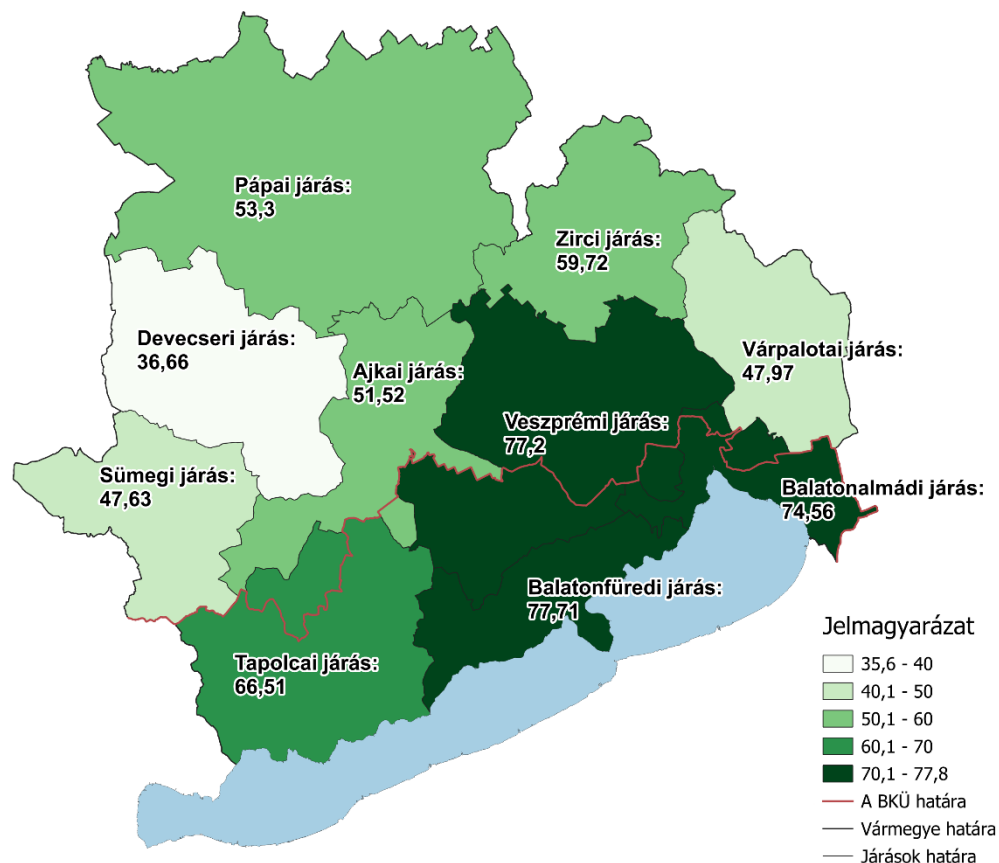 Pápai járás:
53,3
Zirci járás:
59,72
Devecseri járás:
36,66
Ajkai járás:
51,52
Várpalotai járás:
47,97
Veszprémi járás:
77,2
Sümegi járás:
47,63
Balatonalmádi járás:
74,56
Balatonfüredi járás:
77,71
Tapolcai járás:
66,51
Jelmagyarázat
35,6 - 40
40,1 - 50
50,1 - 60
60,1 - 70
70,1 - 77,8
A BKÜ határa
Vármegye határa
Járások határa